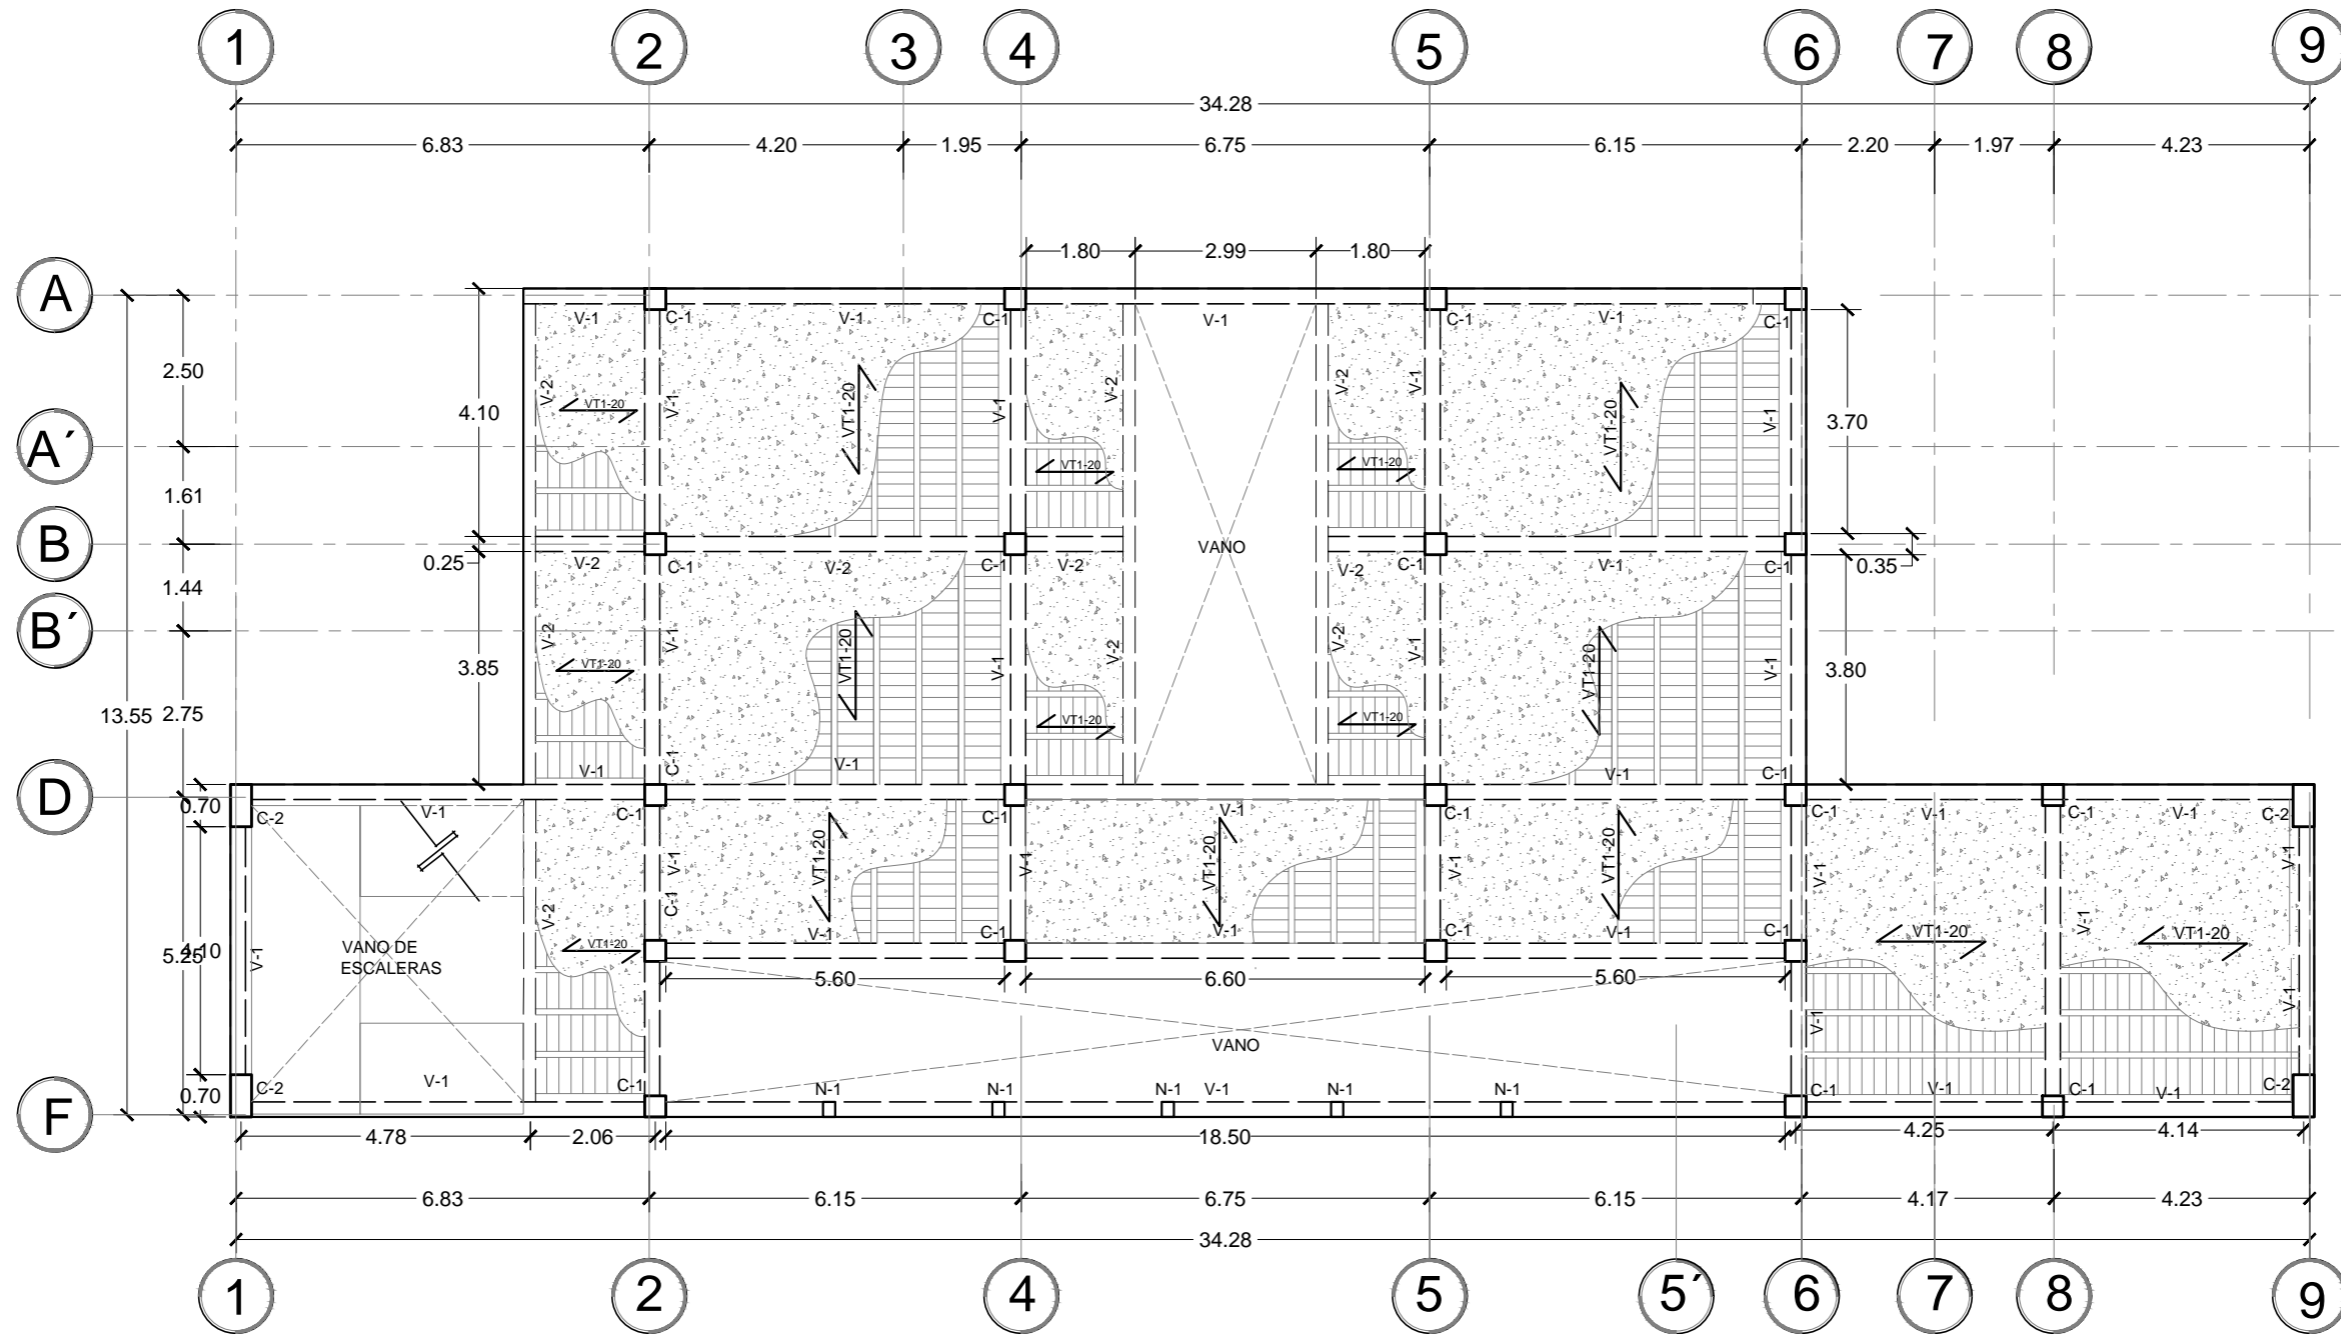 1 2 3 4 5 6 7 8 9
34.28
6.83 4.20 1.95 6.75 6.15 2.20 1.97 4.23
1.80 2.99 1.80
A
V-1 C-1 V-1 C-1 V-1 C-1 V-1 C-1
2.50
4.10 V-2 VT1-20 V-1 VT1-20 V-1 V-2 V-2 V-1 VT1-20 V-1 3.70
A´
VT1-20 VT1-20
1.61
B
VANO
0.25 V-2 C-1 V-2 C-1 V-2 V-2 C-1 V-1 C-1 0.35
1.44
B´
V-2 V-1 VT1-20 V-1 V-2 V-2 V-1 VT1-20 V-1
3.85 VT1-20 3.80
13.55 2.75
VT1-20 VT1-20
V-1 C-1 V-1 V-1 C-1
D
0.70 C-2 V-1 C-1 C-1 V-1 C-1 C-1 V-1 C-1 V-1 C-2
V-1 VT1-20 V-1 VT1-20 V-1 VT1-20 V-1 V-1
V-2 C-1 V-1
V-1 C-1 V-1 C-1 V-1 C-1 VT1-20 VT1-20
5.25 4.10 V-1 VANO DE VT1-20
ESCALERAS
5.60 6.60 5.60
V-1 V-1
VANO
0.70 C-2 V-1 C-1 N-1 N-1 N-1 V-1 N-1 N-1 C-1 V-1 C-1 V-1 C-2
F
4.78 2.06 18.50 4.25 4.14
6.83 6.15 6.75 6.15 4.17 4.23
34.28
1 2 4 5 5´ 6 7 8 9